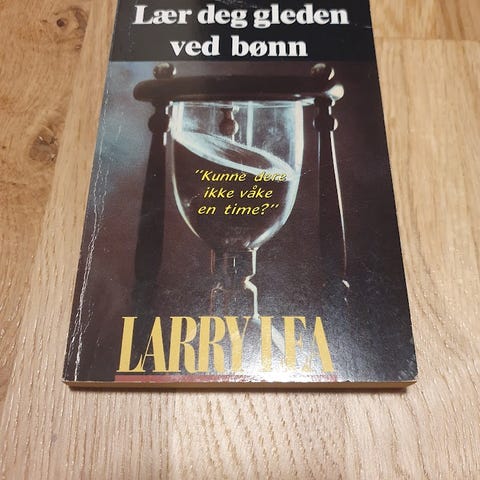 Lær deg gleden
ved bønn
"Kunne dere
ikke våke
en time?"
LARRY LEA